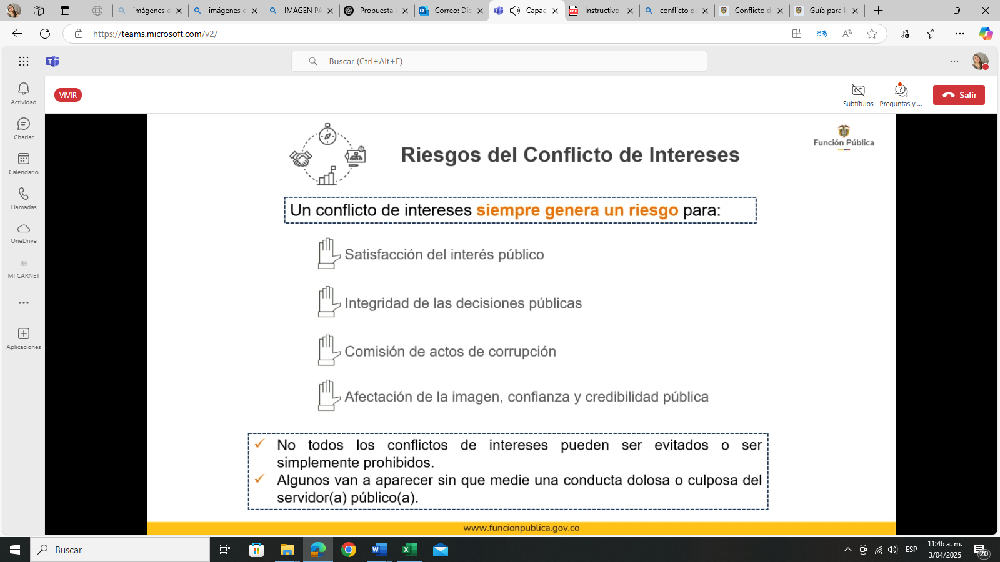 imágenes d
imágenes d
IMAGEN PA
Propuesta
Correo: Dia
Capac
Instructivo-
conflicto de
Conflicto d
Guía para l
https://teams.microsoft.com/v2/
Buscar (Ctrl+Alt+E)
Actividad
Charlar
Calendario
Llamadas
OneDrive
MI CARNET
Aplicaciones
VIVIR
Subtítulos
Preguntas y ...
Salir
Función Pública
Riesgos del Conflicto de Intereses
Un conflicto de intereses siempre genera un riesgo para:
Satisfacción del interés público
Integridad de las decisiones públicas
Comisión de actos de corrupción
Afectación de la imagen, confianza y credibilidad pública
No todos los conflictos de intereses pueden ser evitados o ser
simplemente prohibidos.
Algunos van a aparecer sin que medie una conducta dolosa o culposa del
servidor(a) público(a).
www.funcionpublica.gov.co
Buscar
ESP
11:46 a. m.
3/04/2025
20